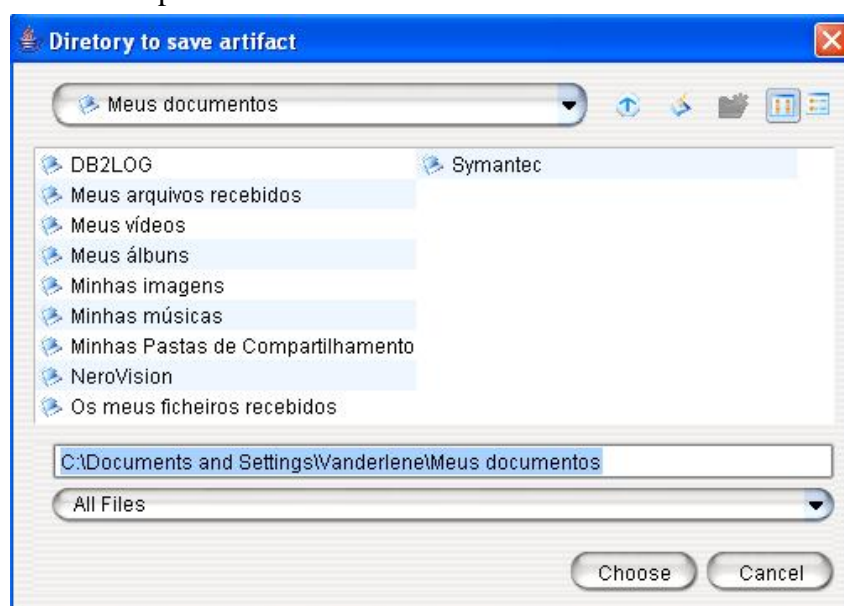 Diretory to save artifact
Meus documentos
DB2LOG
Meus arquivos recebidos
Meus vídeos
Meus álbuns
Minhas imagens
Minhas músicas
Minhas Pastas de Compartilhamento
NeroVision
Os meus ficheiros recebidos
Symantec
C:\Documents and Settings\Vanderlene\Meus documentos
All Files
Choose
Cancel